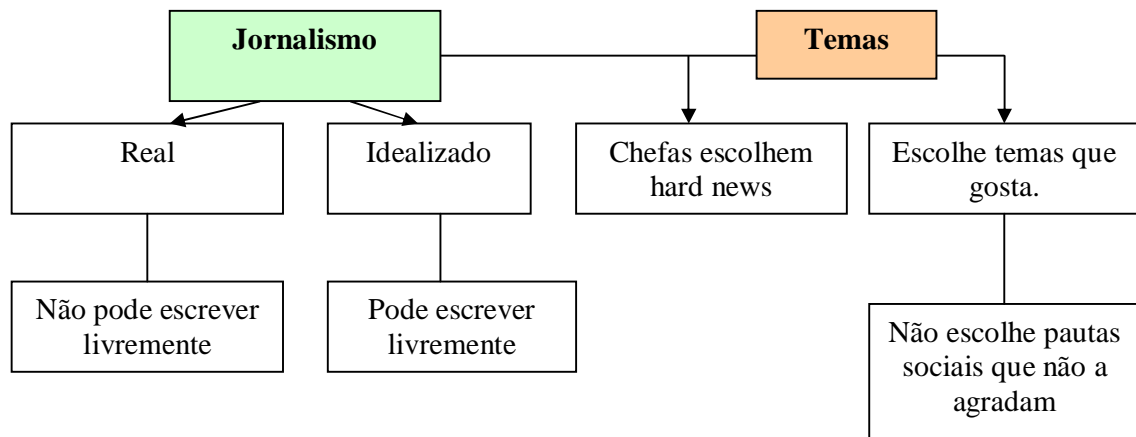 Jornalismo
Temas
Real
Idealizado
Chefas escolhem
hard news
Escolhe temas que
gosta.
Não pode escrever
livremente
Pode escrever
livremente
Não escolhe pautas
sociais que não a
agradam